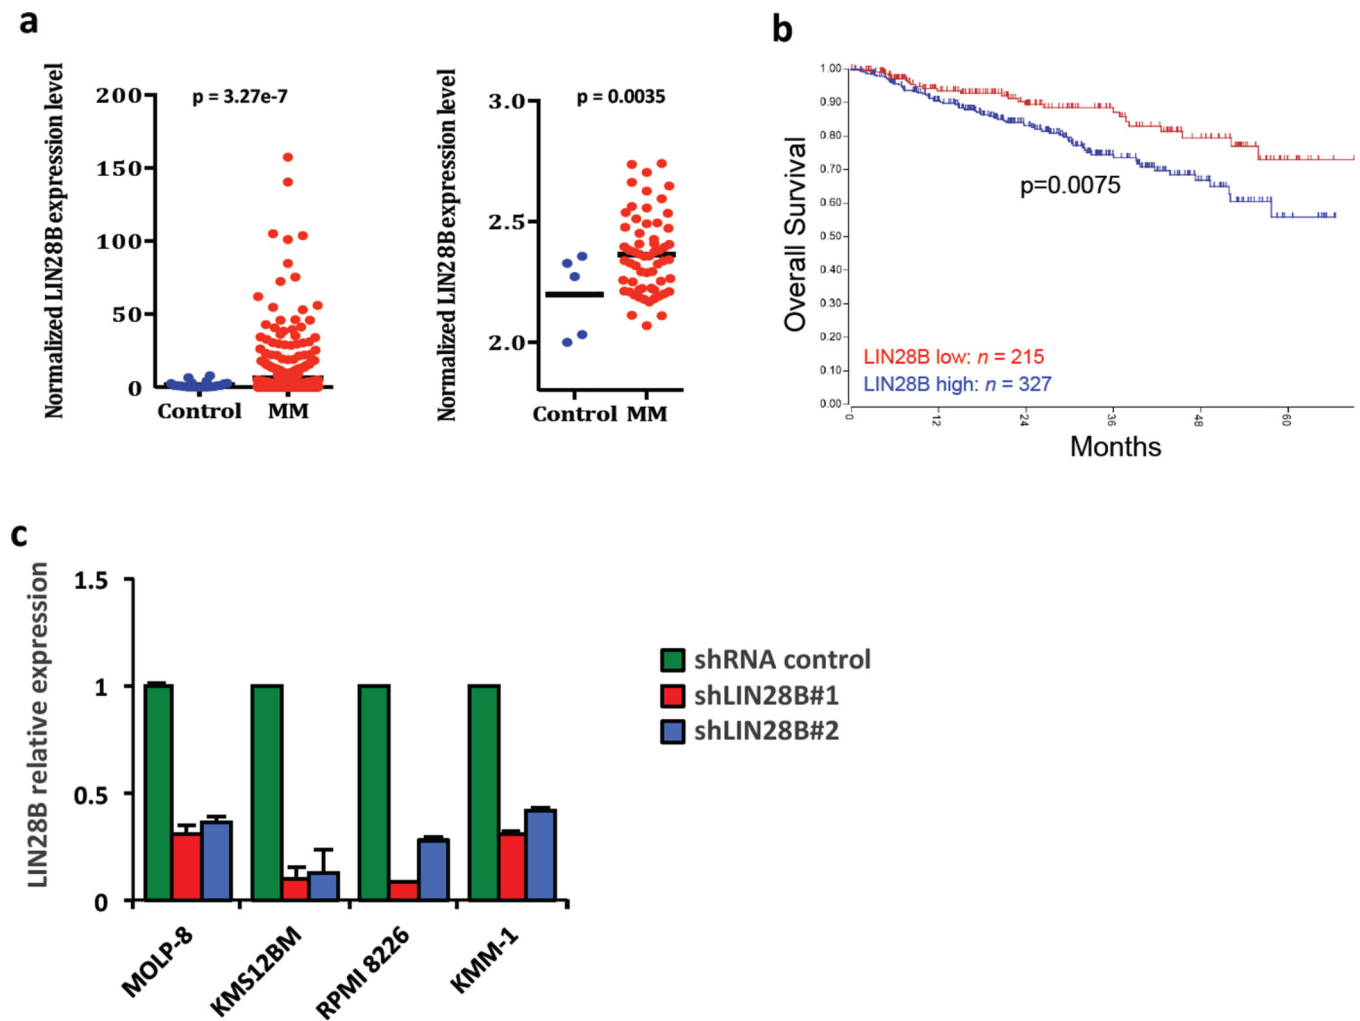 a
Normalized LIN28B expression level
p = 3.27e-7
200
150
100
50
0
Control MM
Normalized LIN28B expression level
p = 0.0035
3.0
2.5
2.0
Control MM
b
Overall Survival
1.00
0.90
0.80
0.70
0.60
0.50
0.40
0.30
0.20
0.10
0.00
p=0.0075
LIN28B low: n = 215
LIN28B high: n = 327
0 12 24 36 48 60
Months
c
LIN28B relative expression
1.5
1
0.5
0
MOLP-8
KMS12BM
RPMI 8226
KMM-1
shRNA control
shLIN28B#1
shLIN28B#2